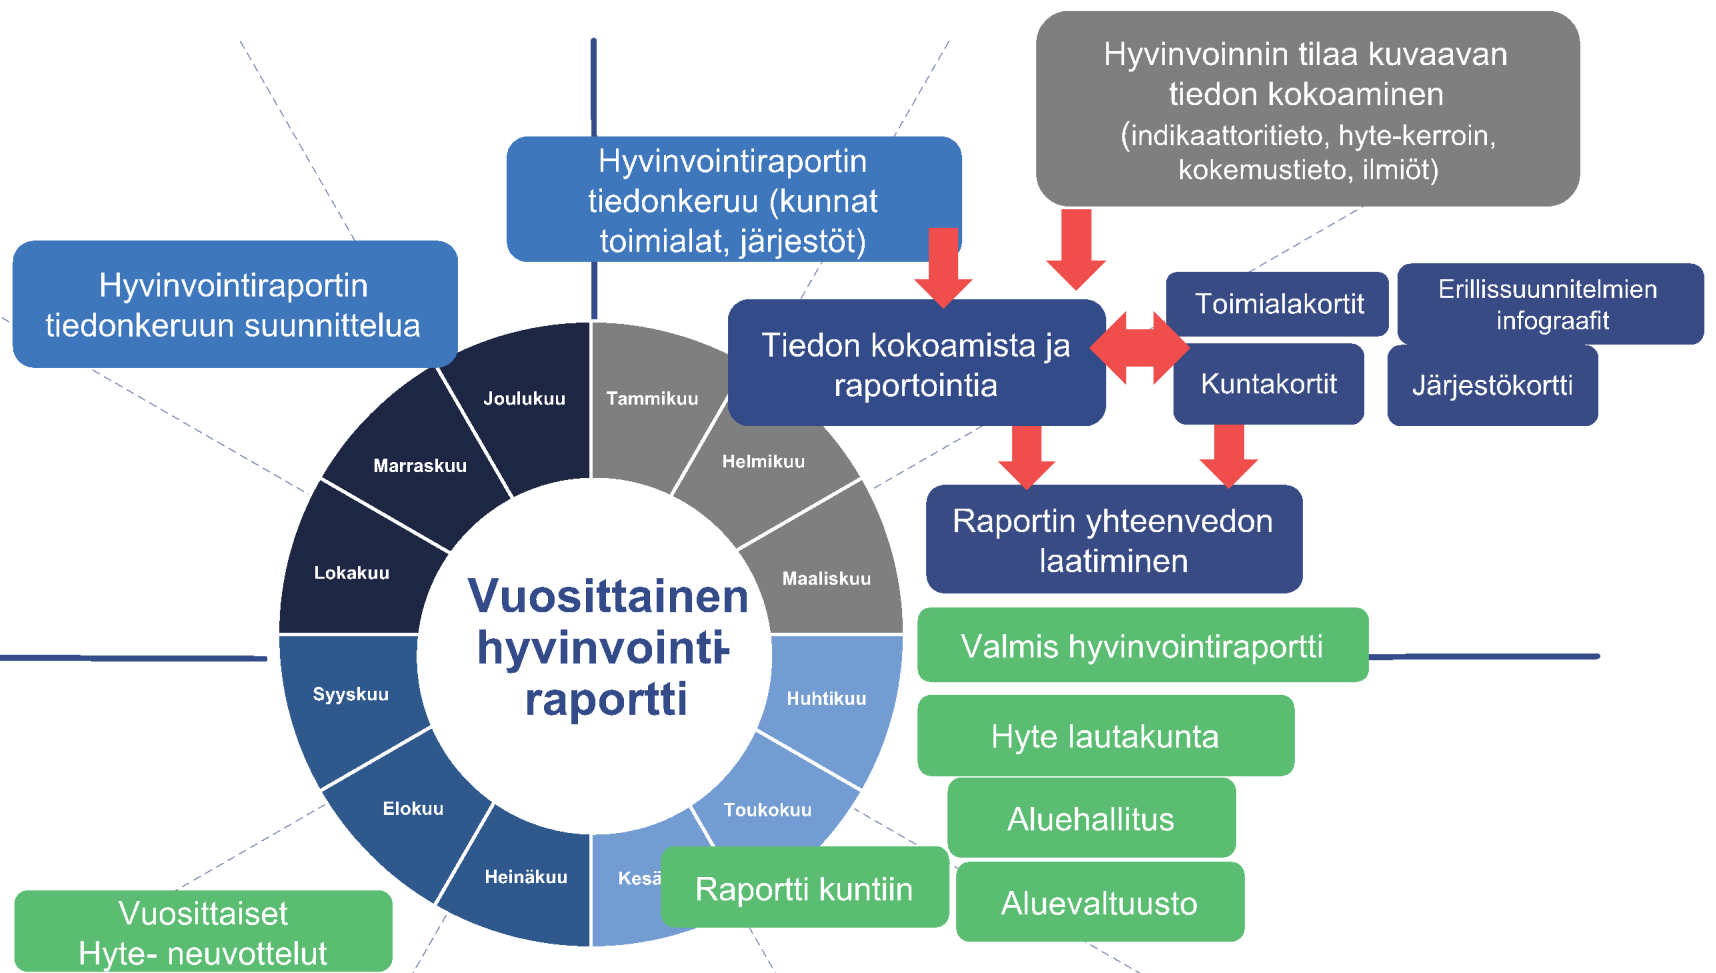 Hyvinvoinnin tilaa kuvaavan
tiedon kokoaminen
(indikaattoritieto, hyte-kerroin,
kokemustieto, ilmiöt)
Hyvinvointiraportin
tiedonkeruu (kunnat
toimialat, järjestöt)
Hyvinvointiraportin
tiedonkeruun suunnittelua
Tiedon kokoamista ja
raportointia
Toimialakortit
Erillissuunnitelmien
infograafit
Kuntakortit
Järjestökortti
Raportin yhteenvedon
laatiminen
Valmis hyvinvointiraportti
Hyte lautakunta
Aluehallitus
Aluevaltuusto
Raportti kuntiin
Vuosittaiset
Hyte- neuvottelut
Vuosittainen
hyvinvointi-
raportti
Tammikuu
Helmikuu
Maaliskuu
Huhtikuu
Toukokuu
Kesä
Heinäkuu
Elokuu
Syyskuu
Lokakuu
Marraskuu
Joulukuu